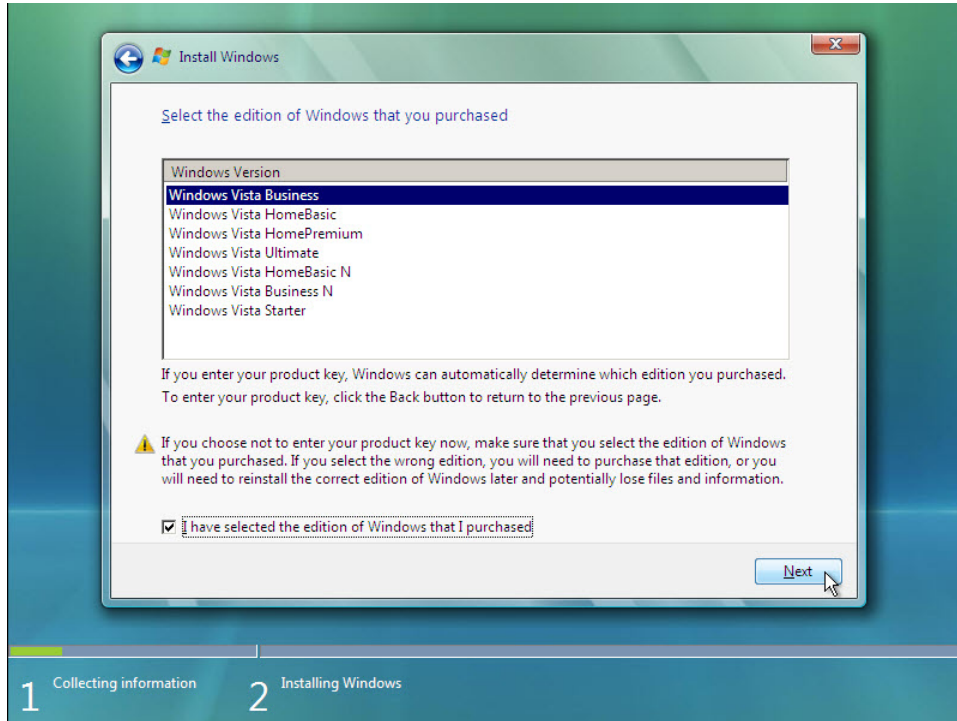 Install Windows
Select the edition of Windows that you purchased
Windows Version
Windows Vista Business
Windows Vista HomeBasic
Windows Vista HomePremium
Windows Vista Ultimate
Windows Vista HomeBasic N
Windows Vista Business N
Windows Vista Starter
If you enter your product key, Windows can automatically determine which edition you purchased.
To enter your product key, click the Back button to return to the previous page.
If you choose not to enter your product key now, make sure that you select the edition of Windows
that you purchased. If you select the wrong edition, you will need to purchase that edition, or you
will need to reinstall the correct edition of Windows later and potentially lose files and information.
I have selected the edition of Windows that I purchased
Next
1 Collecting information
2 Installing Windows